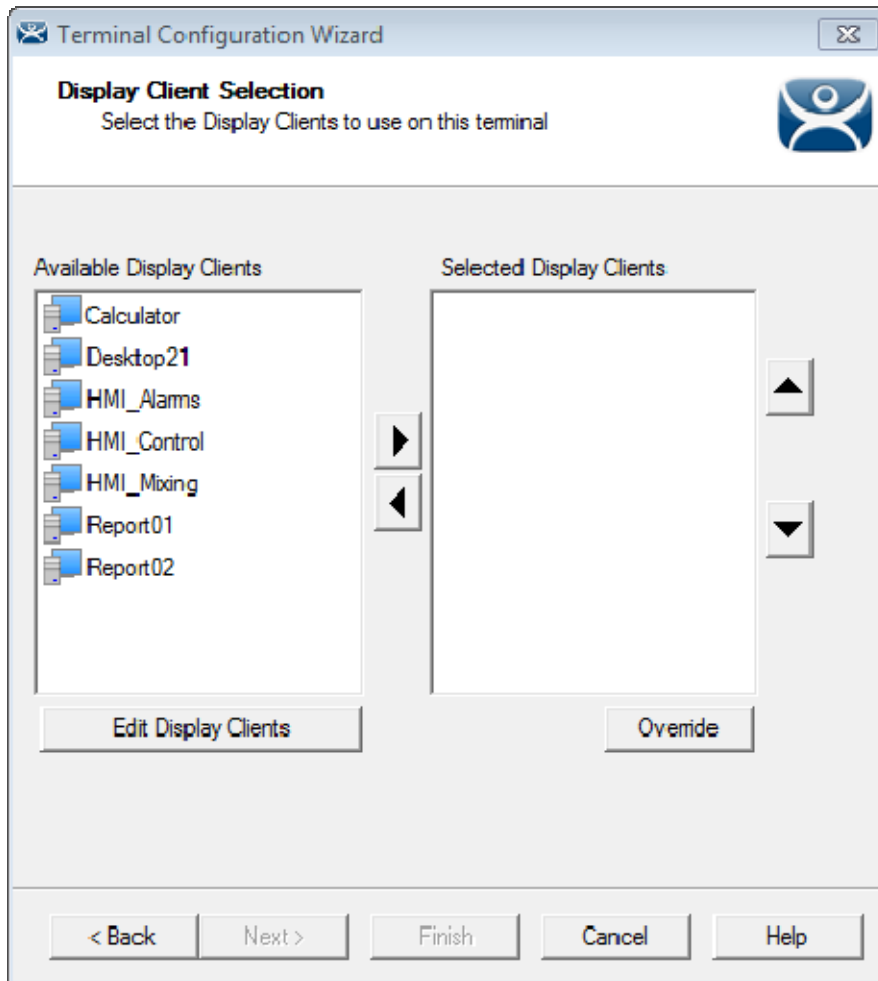 Terminal Configuration Wizard
Display Client Selection
Select the Display Clients to use on this terminal
Available Display Clients
Selected Display Clients
Calculator
Desktop21
HMI_Alarms
HMI_Control
HMI_Mixing
Report01
Report02
Edit Display Clients
Override
< Back
Next >
Finish
Cancel
Help